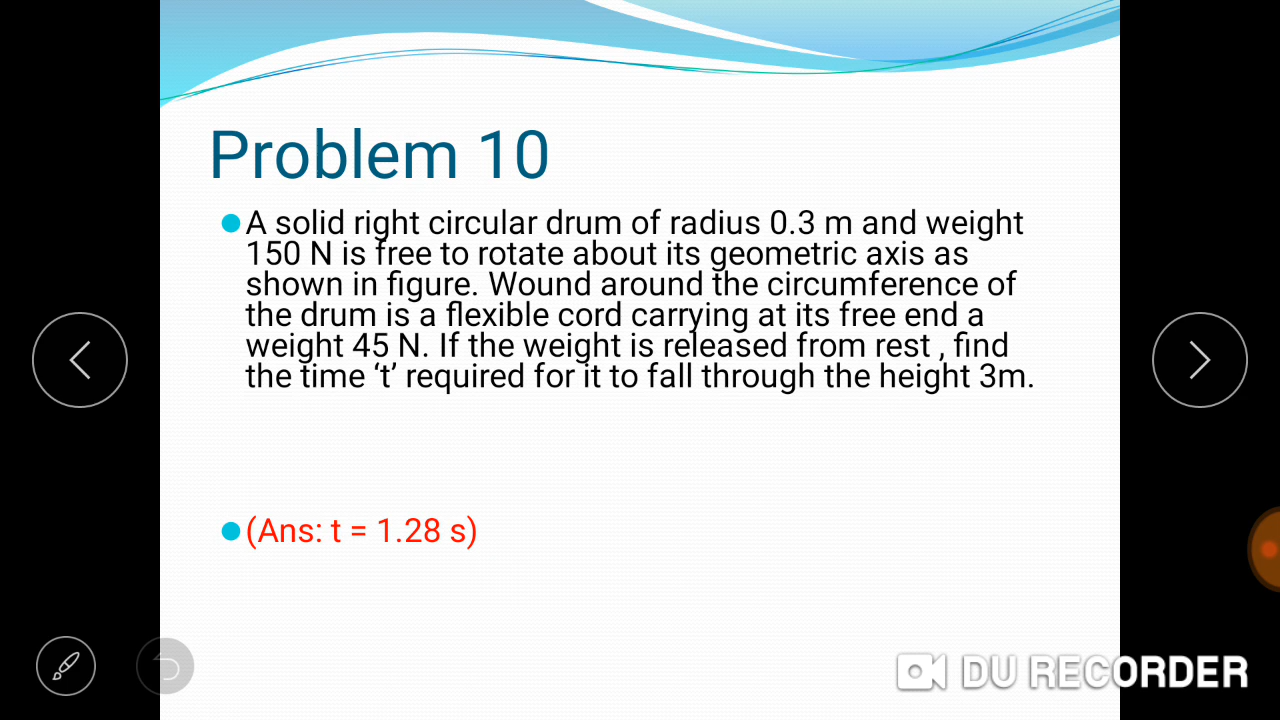 Problem 10
A solid right circular drum of radius 0.3 m and weight
150 N is free to rotate about its geometric axis as
shown in figure. Wound around the circumference of
the drum is a flexible cord carrying at its free end a
weight 45 N. If the weight is released from rest , find
the time ‘t’ required for it to fall through the height 3m.
(Ans: t = 1.28 s)
DU RECORDER